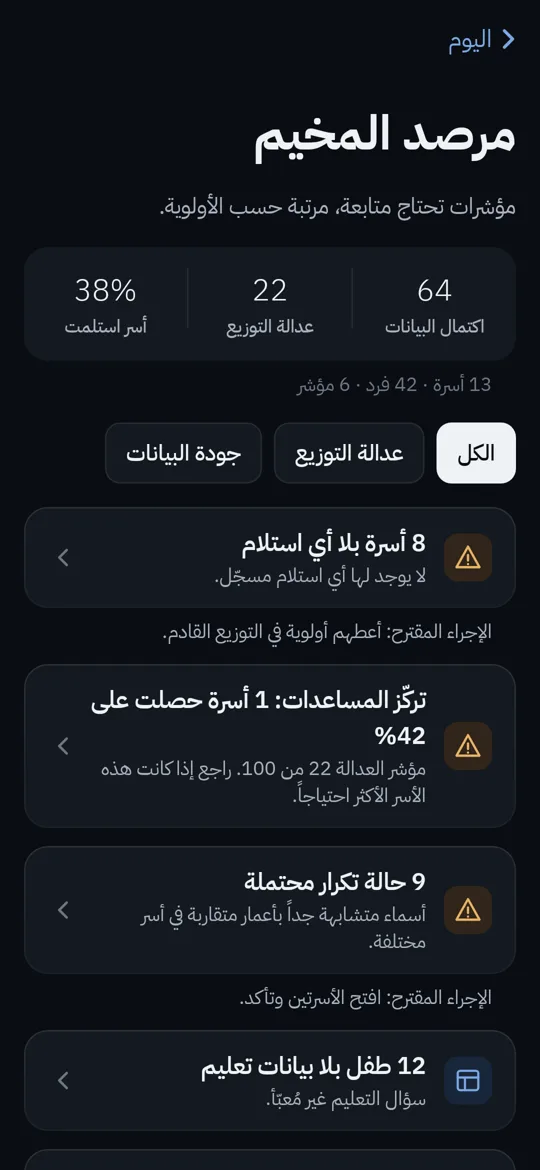 اليوم
مرصد المخيم
مؤشرات تحتاج متابعة، مرتبة حسب الأولوية.
64
اكتمال البيانات
22
عدالة التوزيع
38%
أسر استلمت
13 أسرة · 42 فرد · 6 مؤشر
الكل
عدالة التوزيع
جودة البيانات
8 أسرة بلا أي استلام
لا يوجد لها أي استلام مسجّل.
الإجراء المقترح: أعطهم أولوية في التوزيع القادم.
تركّز المساعدات: 1 أسرة حصلت على
42%
مؤشر العدالة 22 من 100. راجع إذا كانت هذه
الأسر الأكثر احتياجاً.
9 حالة تكرار محتملة
أسماء متشابهة جداً بأعمار متقاربة في أسر
مختلفة.
الإجراء المقترح: افتح الأسرتين وتأكد.
12 طفل بلا بيانات تعليم
سؤال التعليم غير مُعبّأ.